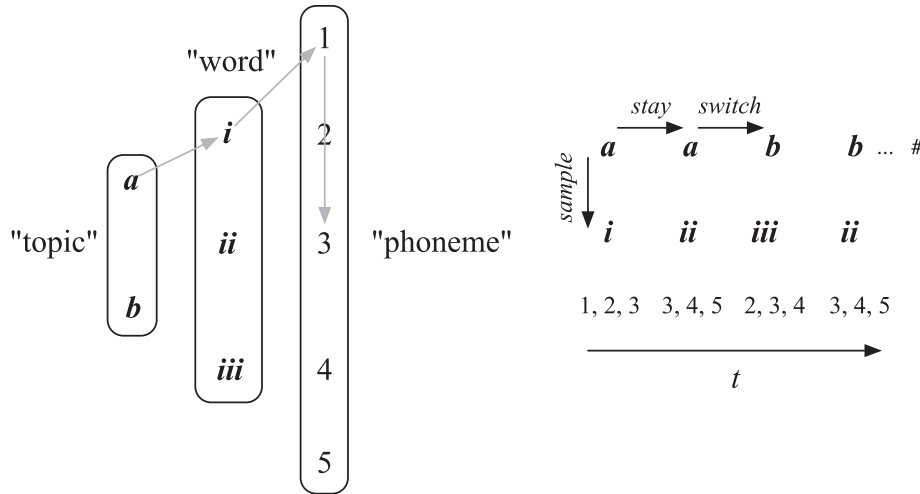 "topic"
a
b
"word"
i
ii
iii
1
2
3
4
5
"phoneme"
stay switch
a a b b ... #
sample
i ii iii ii
1, 2, 3 3, 4, 5 2, 3, 4 3, 4, 5
t